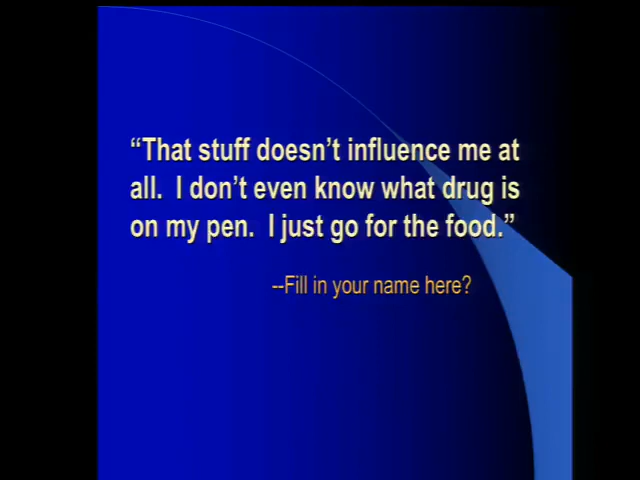 “That stuff doesn’t influence me at
all.  I don’t even know what drug is
on my pen.  I just go for the food.”
--Fill in your name here?